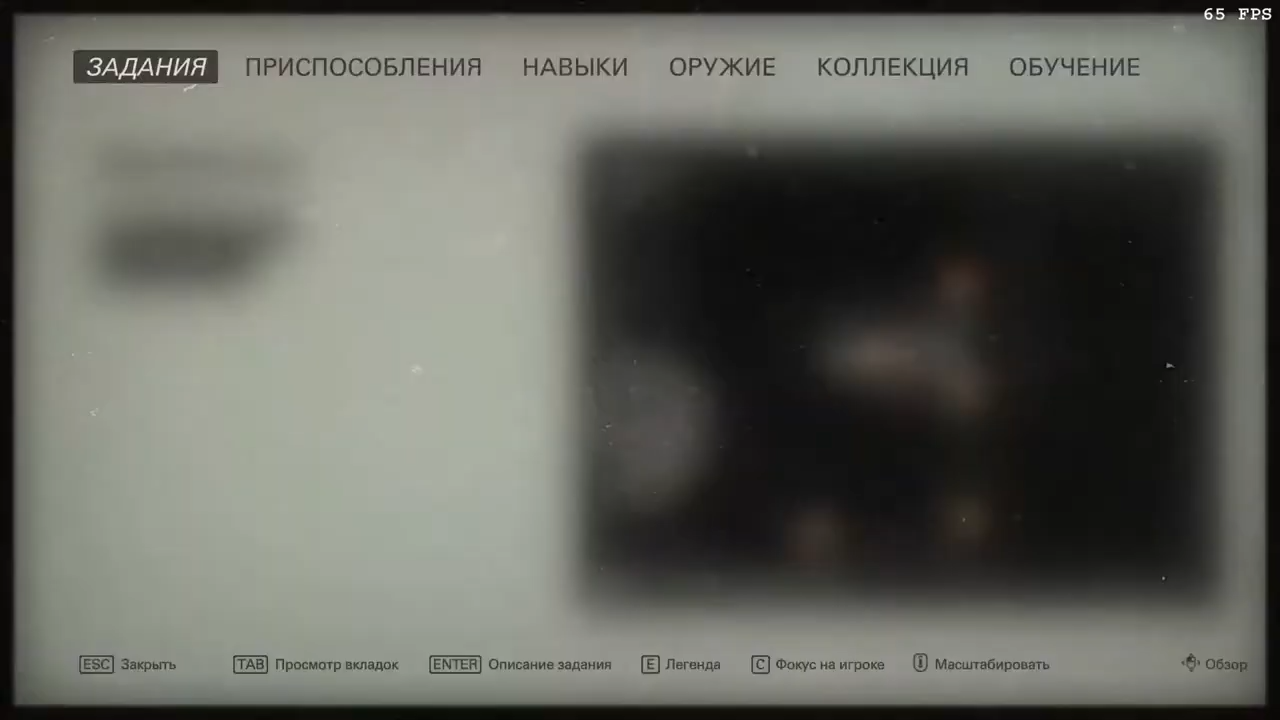 65 FPS
ЗАДАНИЯ ПРИСПОСОБЛЕНИЯ НАВЫКИ ОРУЖИЕ КОЛЛЕКЦИЯ ОБУЧЕНИЕ
ESC Закрыть TAB Просмотр вкладок ENTER Описание задания E Легенда C Фокус на игроке Масштабировать Обзор